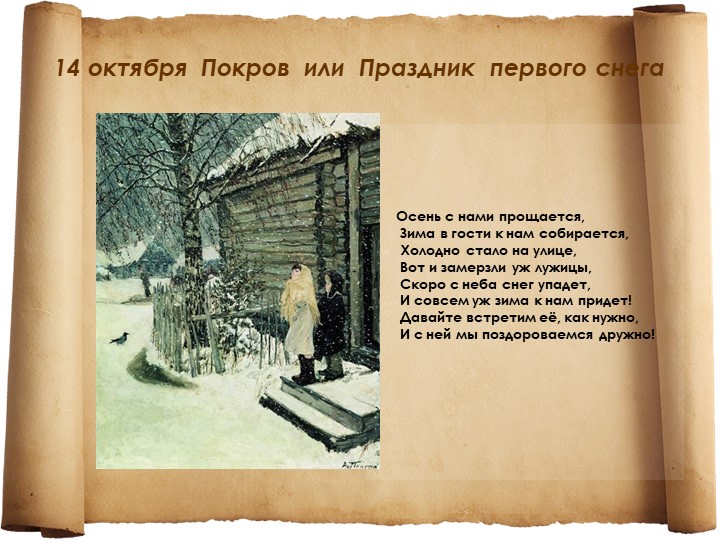 14 октября Покров или Праздник первого снега
Осень с нами прощается,
Зима в гости к нам собирается,
Холодно стало на улице,
Вот и замерзли уж лужицы,
Скоро с неба снег упадет,
И совсем уж зима к нам придет!
Давайте встретим её, как нужно,
И с ней мы поздороваемся дружно!